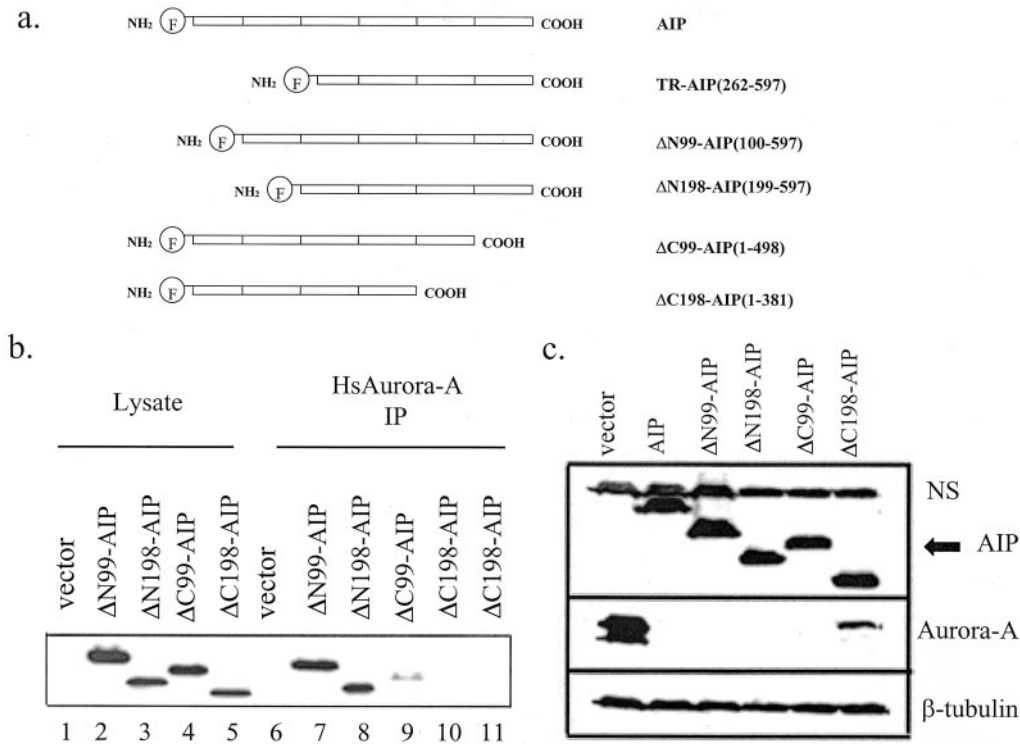 a.
NH₂ F COOH AIP
NH₂ F COOH TR-AIP(262-597)
NH₂ F COOH ΔN99-AIP(100-597)
NH₂ F COOH ΔN198-AIP(199-597)
NH₂ F COOH ΔC99-AIP(1-498)
NH₂ F COOH ΔC198-AIP(1-381)
b.
Lysate
HsAurora-A
IP
vector
ΔN99-AIP
ΔN198-AIP
ΔC99-AIP
ΔC198-AIP
vector
ΔN99-AIP
ΔN198-AIP
ΔC99-AIP
ΔC198-AIP
ΔC198-AIP
1 2 3 4 5 6 7 8 9 10 11
c.
vector
AIP
ΔN99-AIP
ΔN198-AIP
ΔC99-AIP
ΔC198-AIP
NS
AIP
Aurora-A
β-tubulin